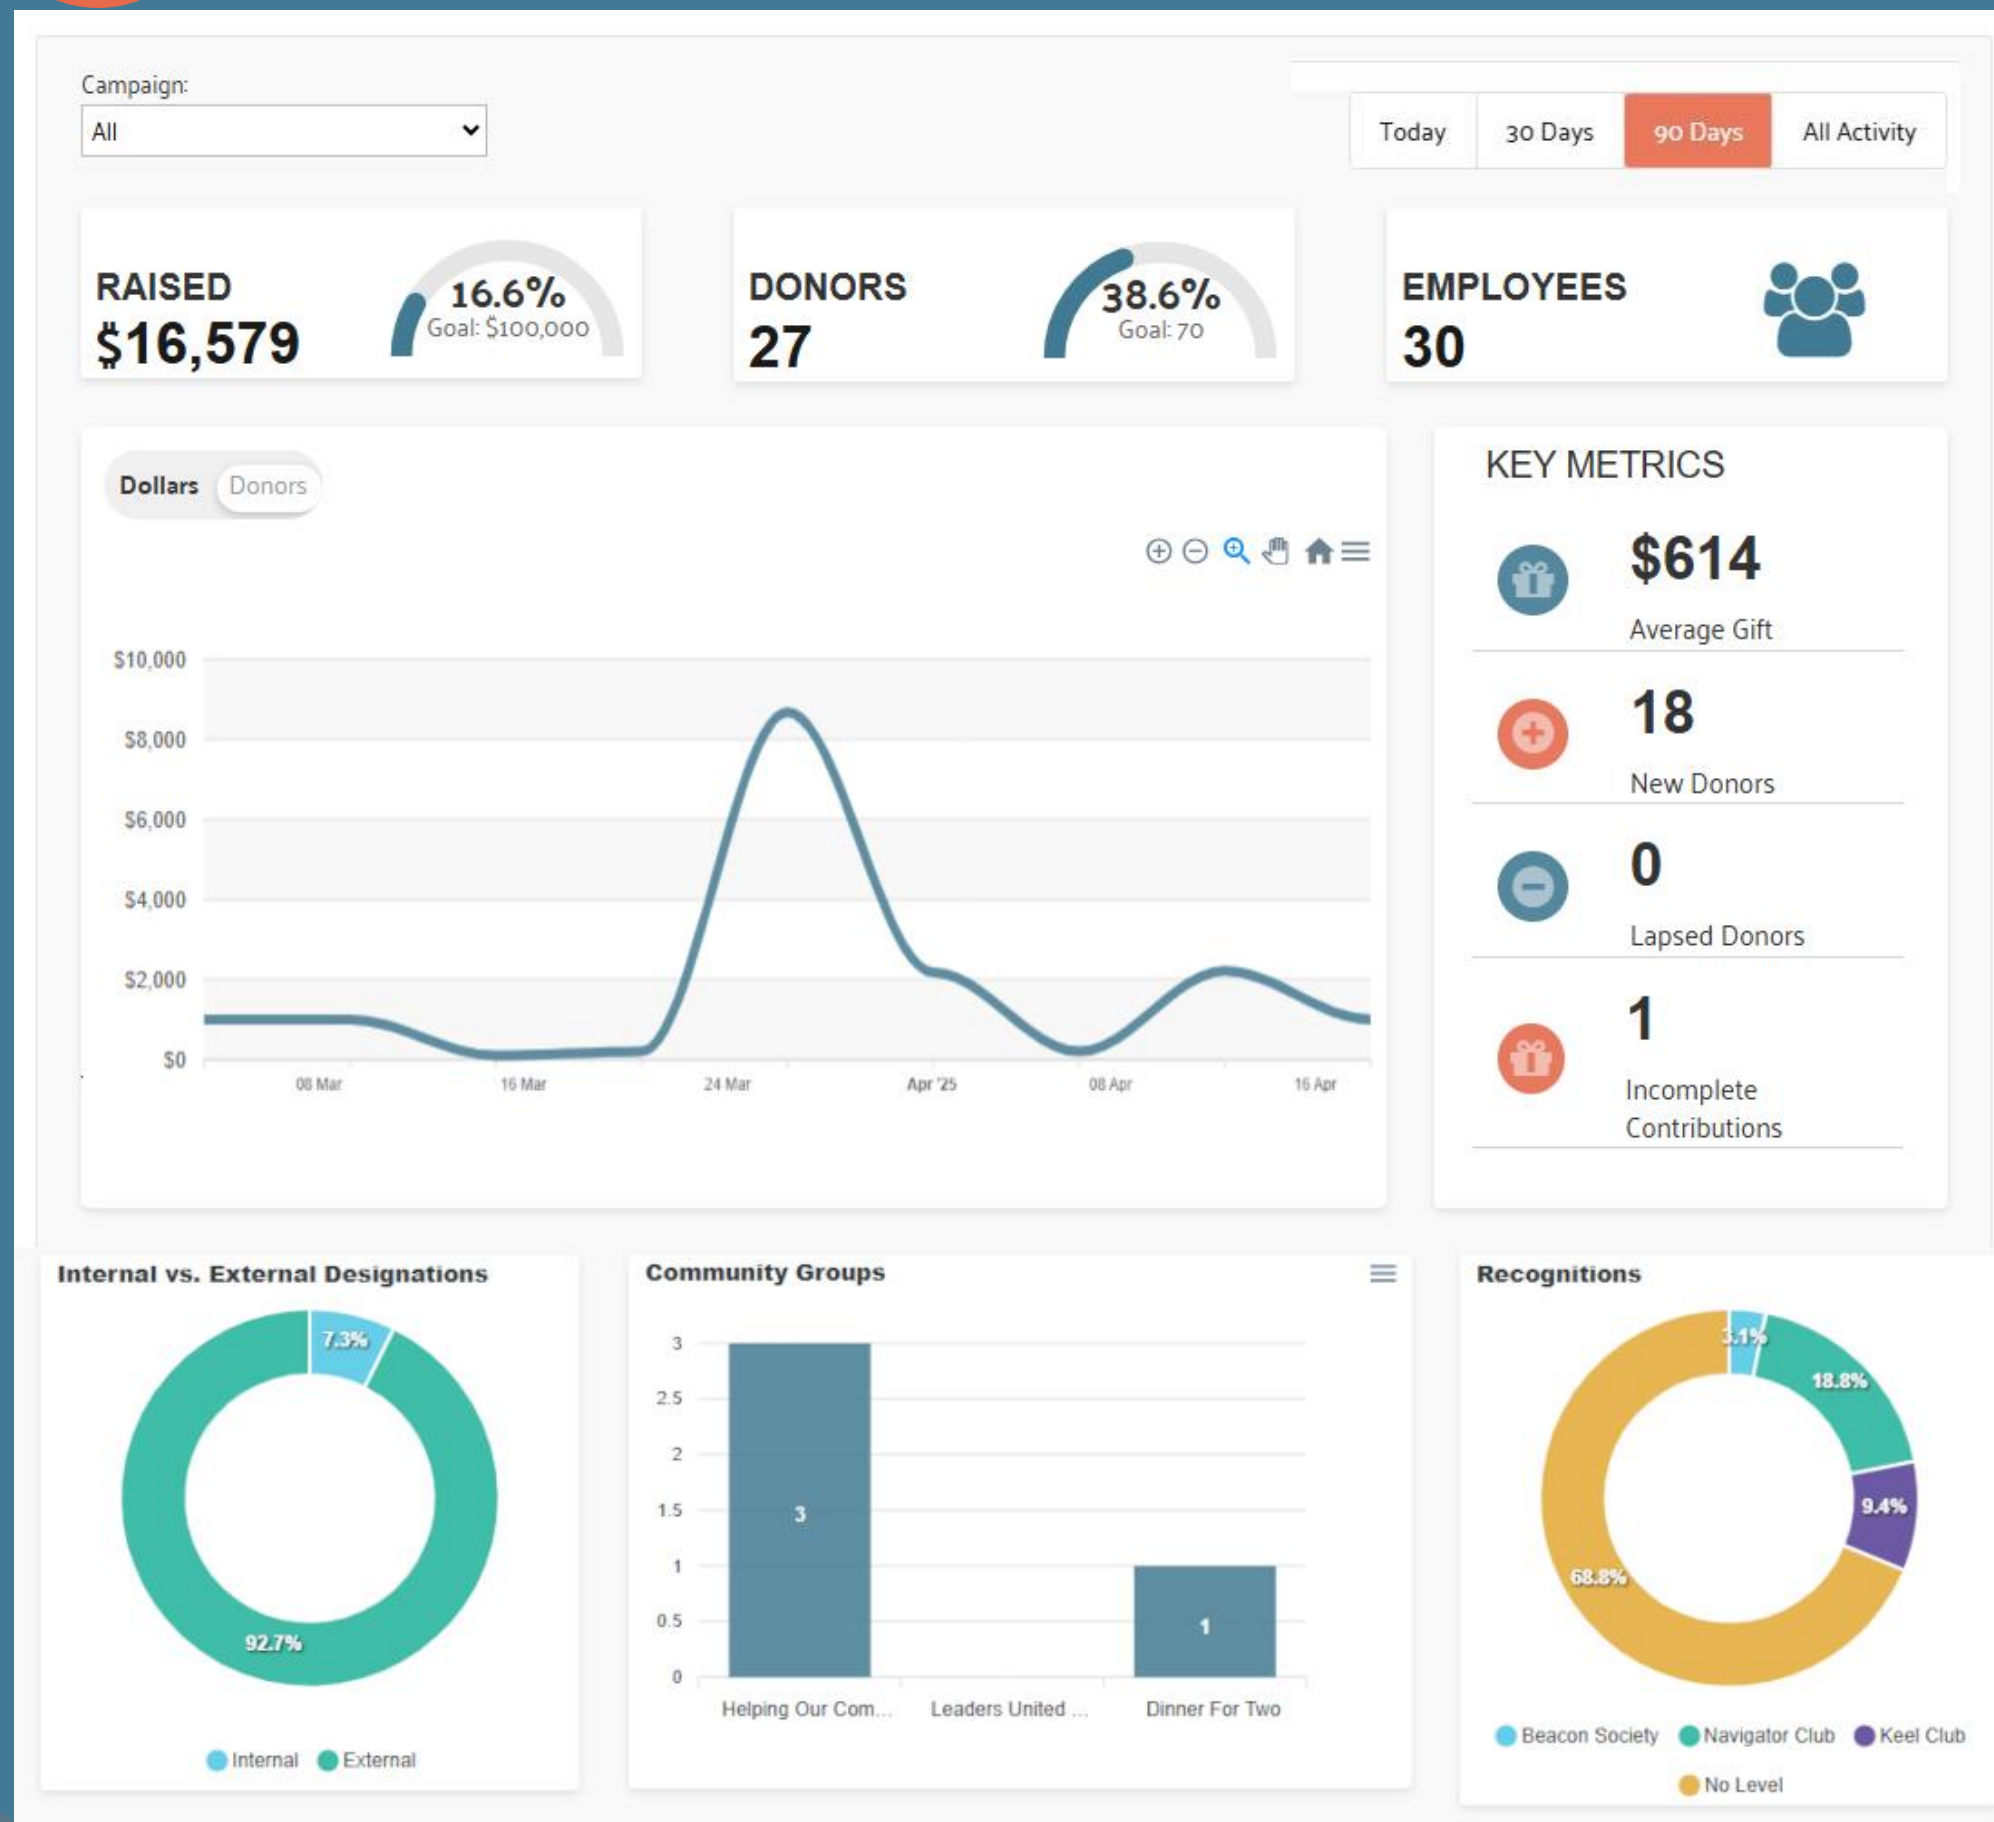 Campaign:
All
Today 30 Days 90 Days All Activity
RAISED
$16,579
16.6%
Goal: $100,000
DONORS
27
38.6%
Goal: 70
EMPLOYEES
30
Dollars Donors
$10,000
$8,000
$6,000
$4,000
$2,000
$0
08 Mar 16 Mar 24 Mar Apr '25 08 Apr 16 Apr
KEY METRICS
$614
Average Gift
18
New Donors
0
Lapsed Donors
1
Incomplete
Contributions
Internal vs. External Designations
7.3%
92.7%
Internal External
Community Groups
3
2.5
2
1.5
1
0.5
0
3
1
Helping Our Com... Leaders United ... Dinner For Two
Recognitions
3.1%
18.8%
9.4%
68.8%
Beacon Society Navigator Club Keel Club
No Level